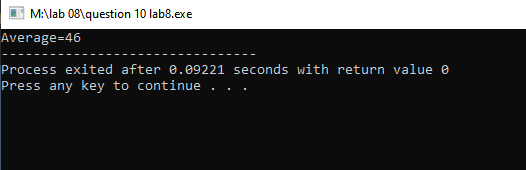 M:\lab 08\question 10 lab8.exe
Average=46
--------------------------------
Process exited after 0.09221 seconds with return value 0
Press any key to continue . . .